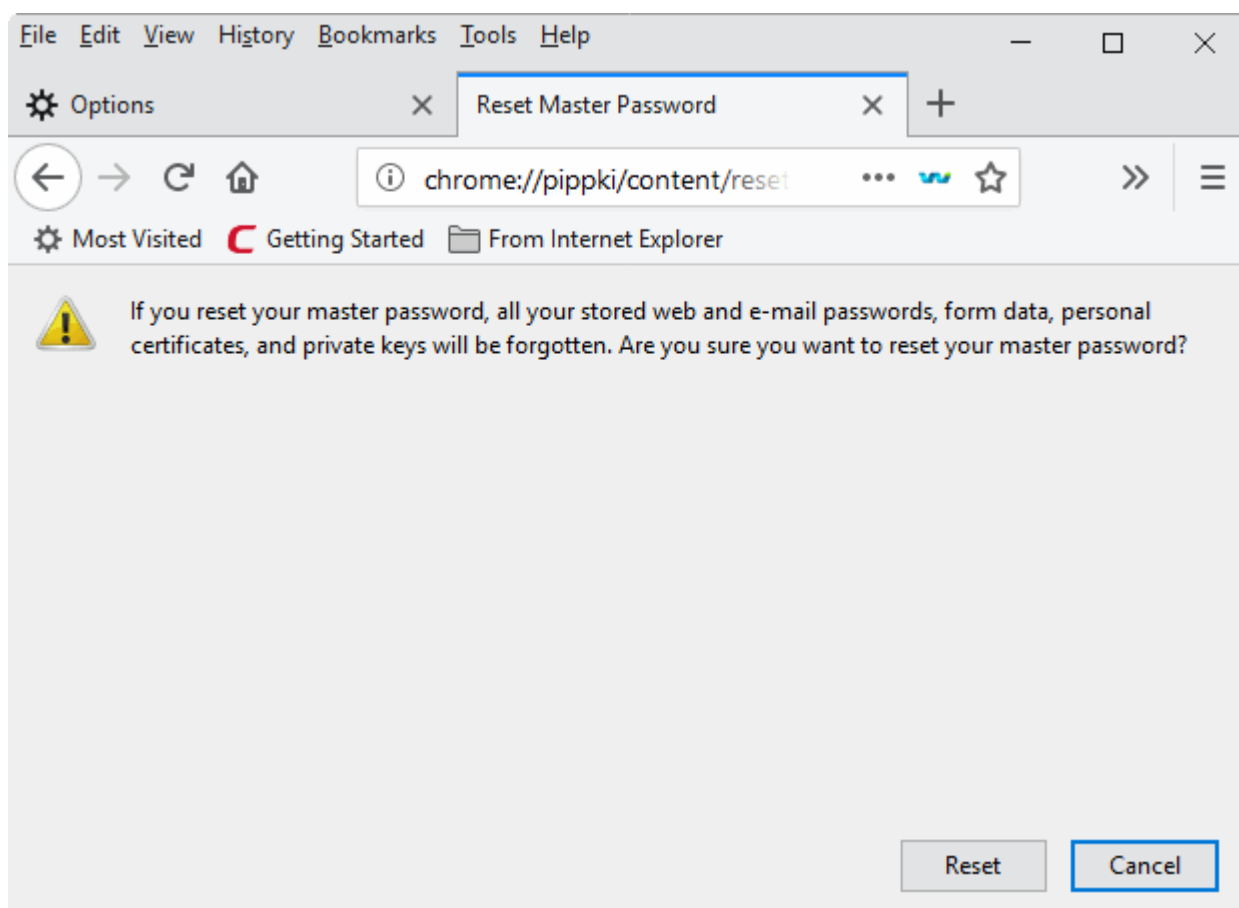 File Edit View History Bookmarks Tools Help
Options Reset Master Password
chrome://pippki/content/reset
Most Visited Getting Started From Internet Explorer
If you reset your master password, all your stored web and e-mail passwords, form data, personal
certificates, and private keys will be forgotten. Are you sure you want to reset your master password?
Reset Cancel